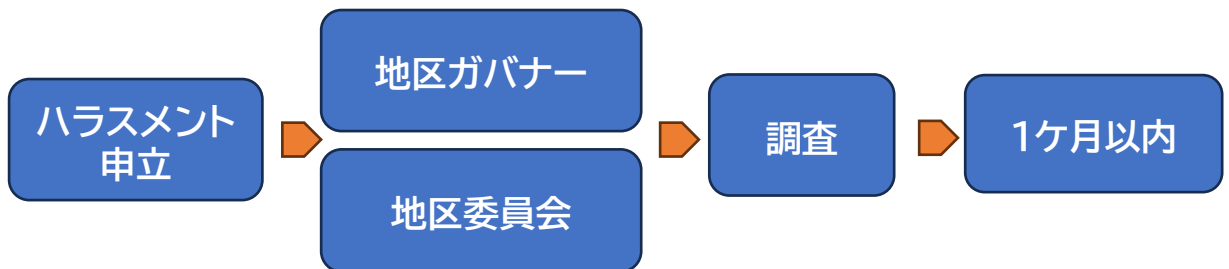 ハラスメント
申立
地区ガバナー
地区委員会
調査
1ケ月以内